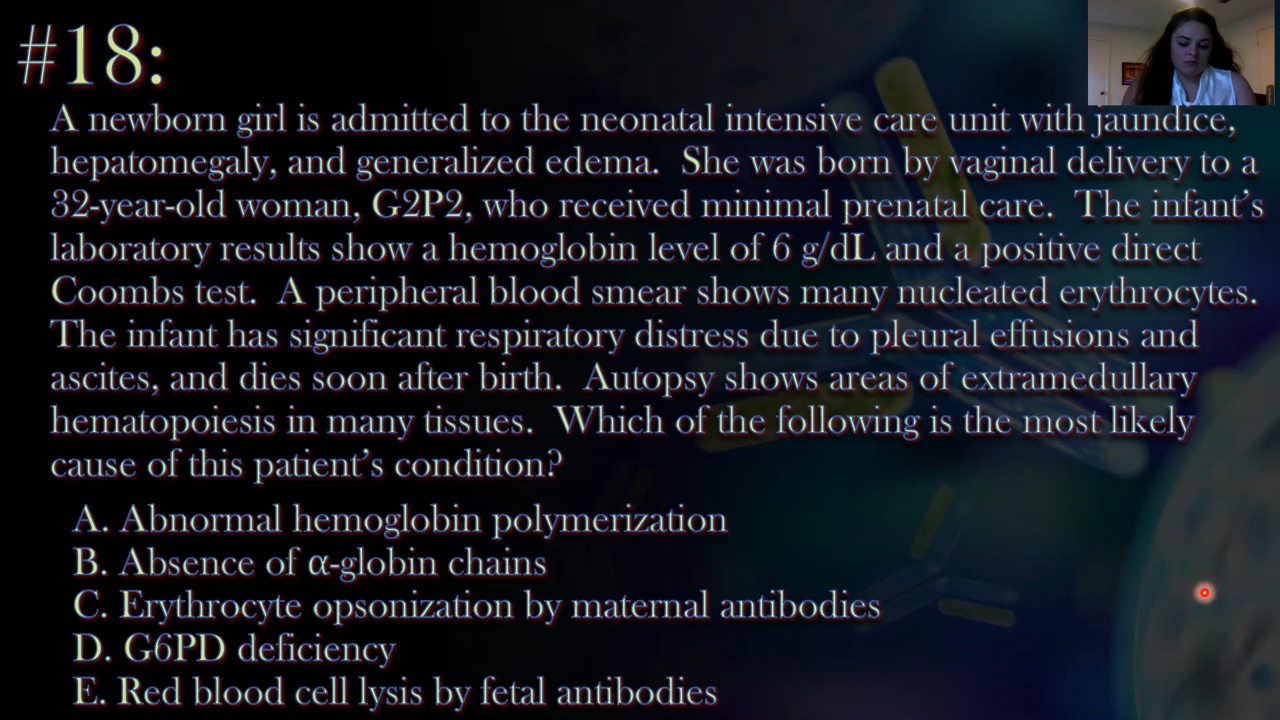 #18:
A newborn girl is admitted to the neonatal intensive care unit with jaundice,
hepatomegaly, and generalized edema. She was born by vaginal delivery to a
32-year-old woman, G2P2, who received minimal prenatal care. The infant’s
laboratory results show a hemoglobin level of 6 g/dL and a positive direct
Coombs test. A peripheral blood smear shows many nucleated erythrocytes.
The infant has significant respiratory distress due to pleural effusions and
ascites, and dies soon after birth. Autopsy shows areas of extramedullary
hematopoiesis in many tissues. Which of the following is the most likely
cause of this patient’s condition?
A. Abnormal hemoglobin polymerization
B. Absence of α-globin chains
C. Erythrocyte opsonization by maternal antibodies
D. G6PD deficiency
E. Red blood cell lysis by fetal antibodies